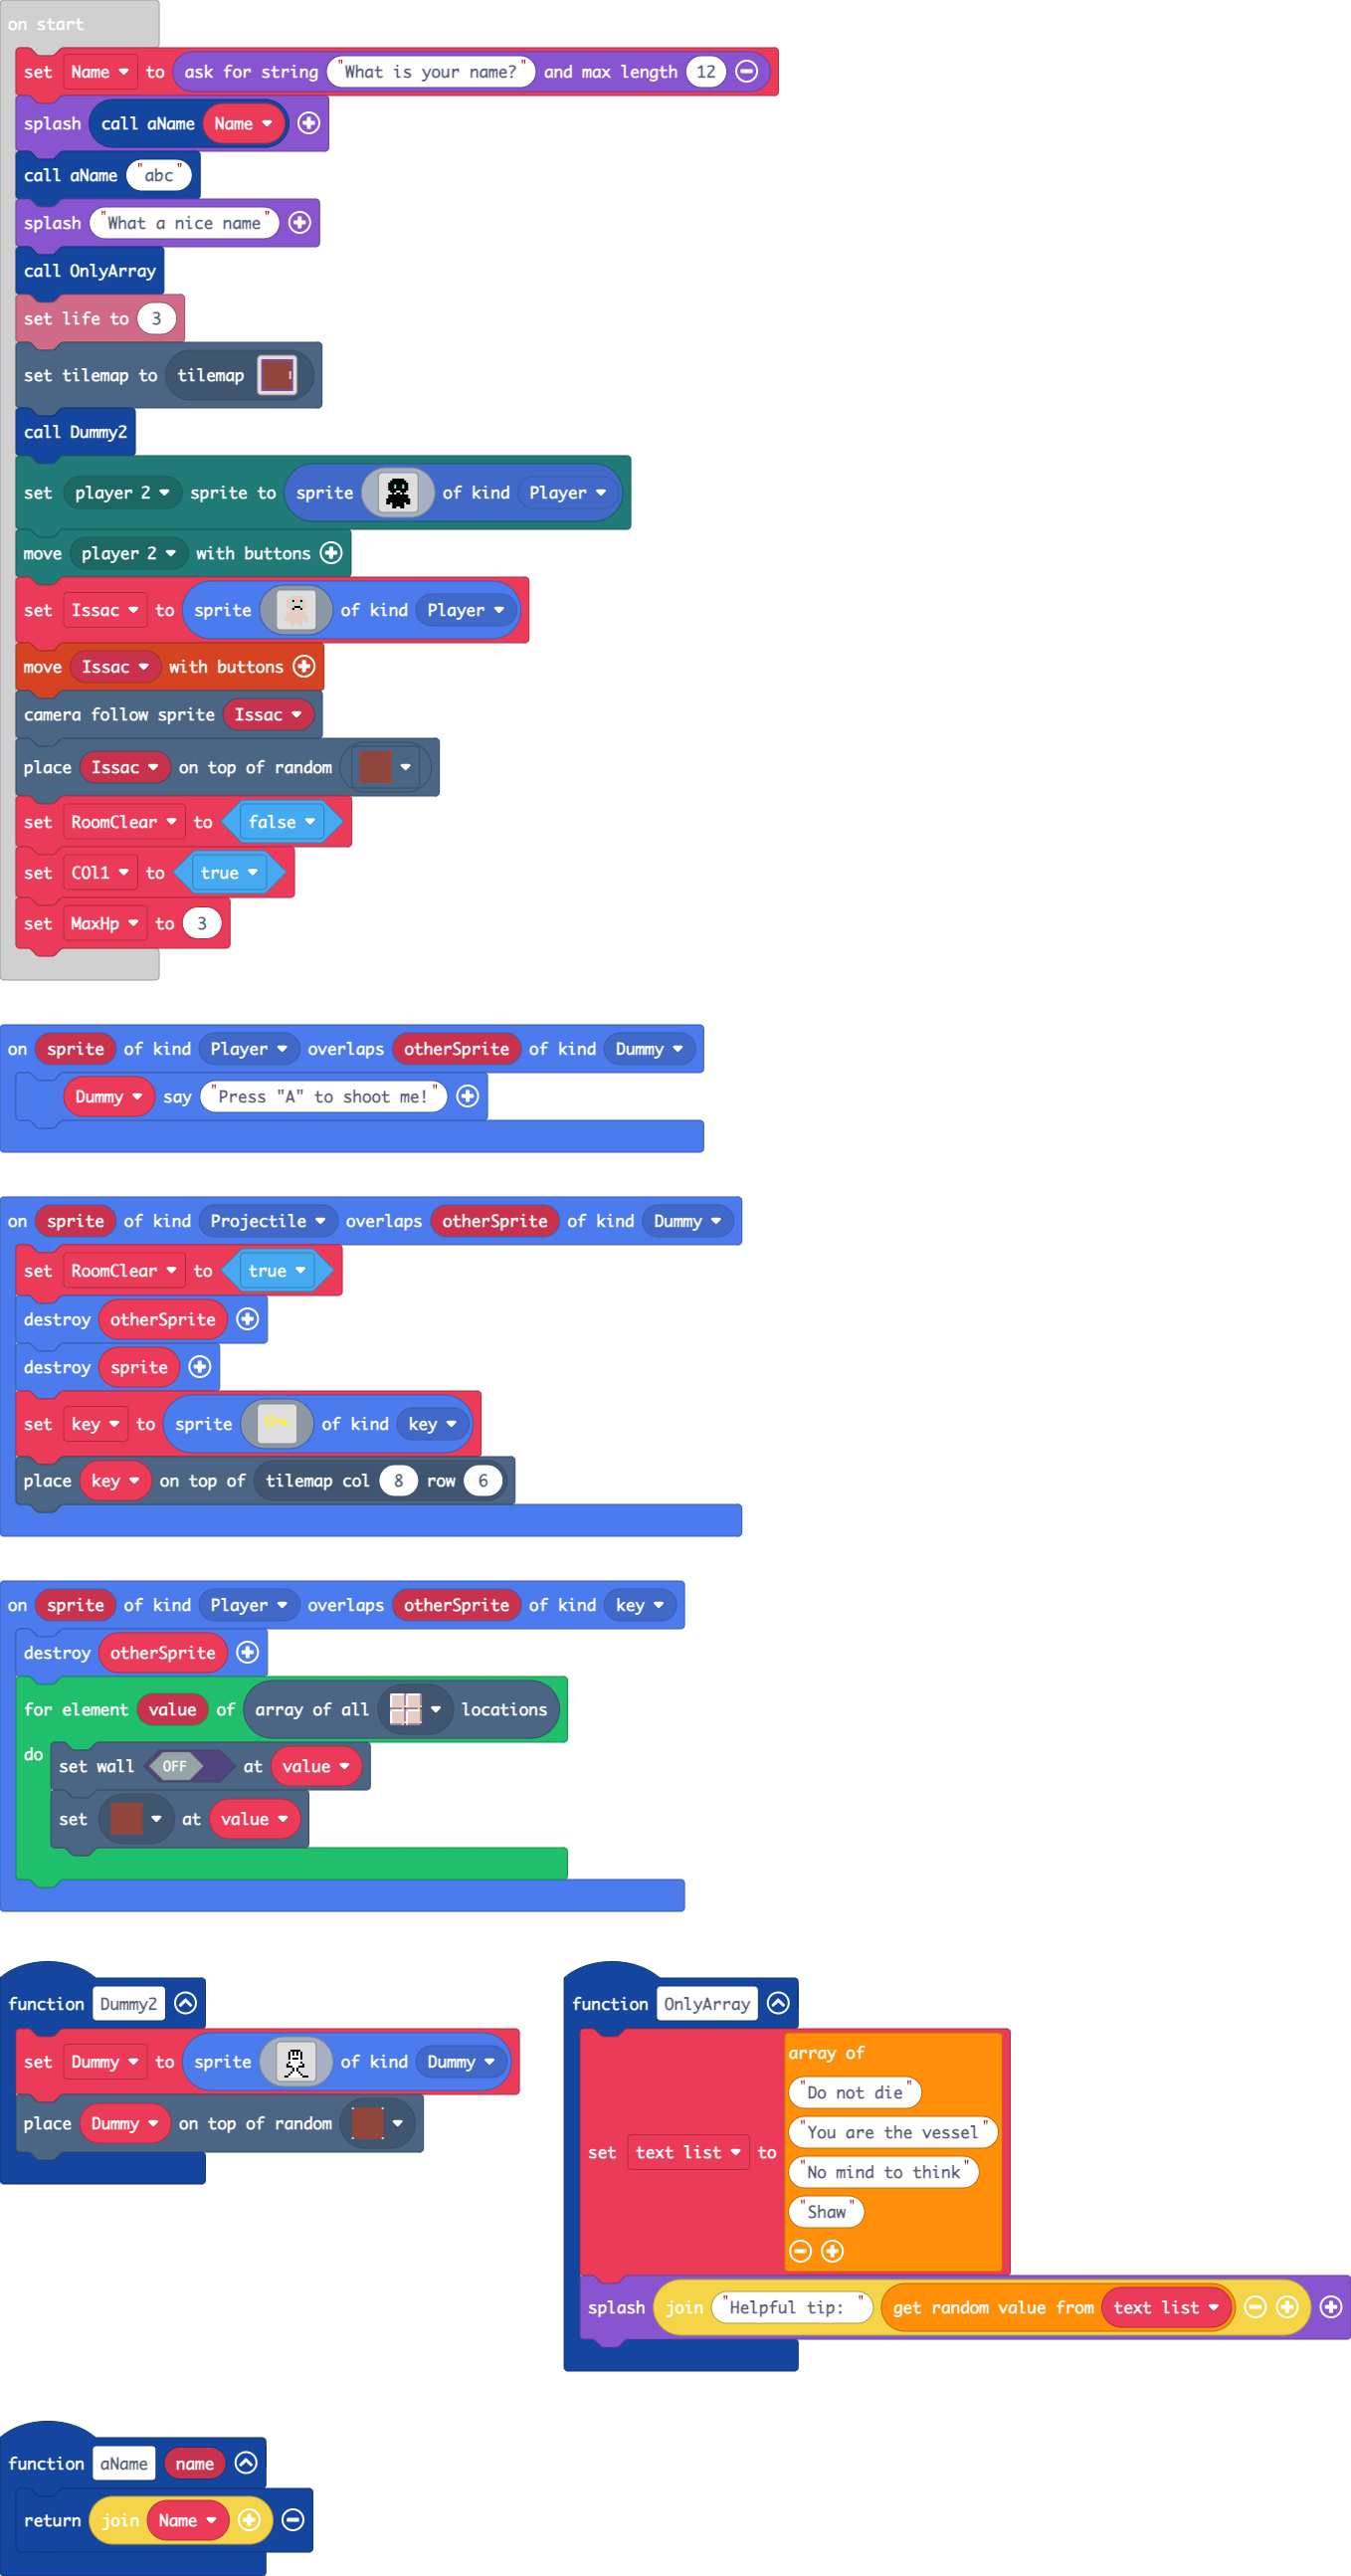 on start
set Name to ask for string "What is your name?" and max length 12
splash call aName Name
call aName "abc"
splash "What a nice name"
call OnlyArray
set life to 3
set tilemap to tilemap
call Dummy2
set player 2 sprite to sprite of kind Player
move player 2 with buttons
set Issac to sprite of kind Player
move Issac with buttons
camera follow sprite Issac
place Issac on top of random
set RoomClear to false
set COl1 to true
set MaxHp to 3
on sprite of kind Player overlaps otherSprite of kind Dummy
Dummy say "Press "A" to shoot me!"
on sprite of kind Projectile overlaps otherSprite of kind Dummy
set RoomClear to true
destroy otherSprite
destroy sprite
set key to sprite of kind key
place key on top of tilemap col 8 row 6
on sprite of kind Player overlaps otherSprite of kind key
destroy otherSprite
for element value of array of all locations
do
set wall OFF at value
set at value
function Dummy2
set Dummy to sprite of kind Dummy
place Dummy on top of random
function OnlyArray
set text list to
array of
"Do not die"
"You are the vessel"
"No mind to think"
"Shaw"
splash join "Helpful tip: " get random value from text list
function aName name
return join Name